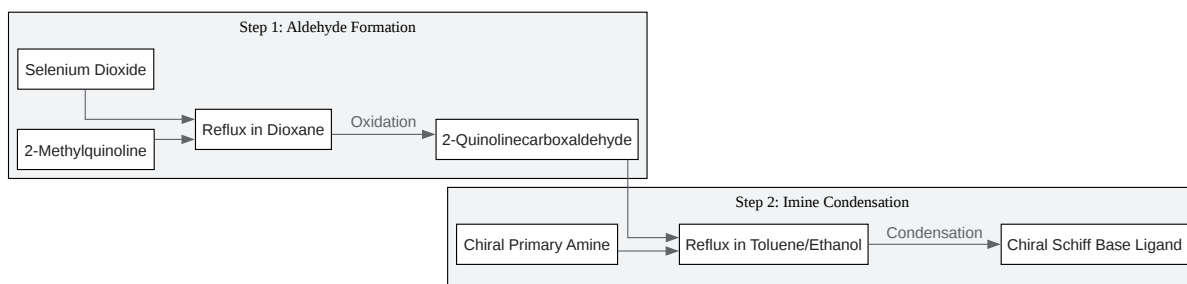 Step 1: Aldehyde Formation
Selenium Dioxide
2-Methylquinoline
Reflux in Dioxane
Oxidation
2-Quinolinecarboxaldehyde
Step 2: Imine Condensation
Chiral Primary Amine
Reflux in Toluene/Ethanol
Condensation
Chiral Schiff Base Ligand